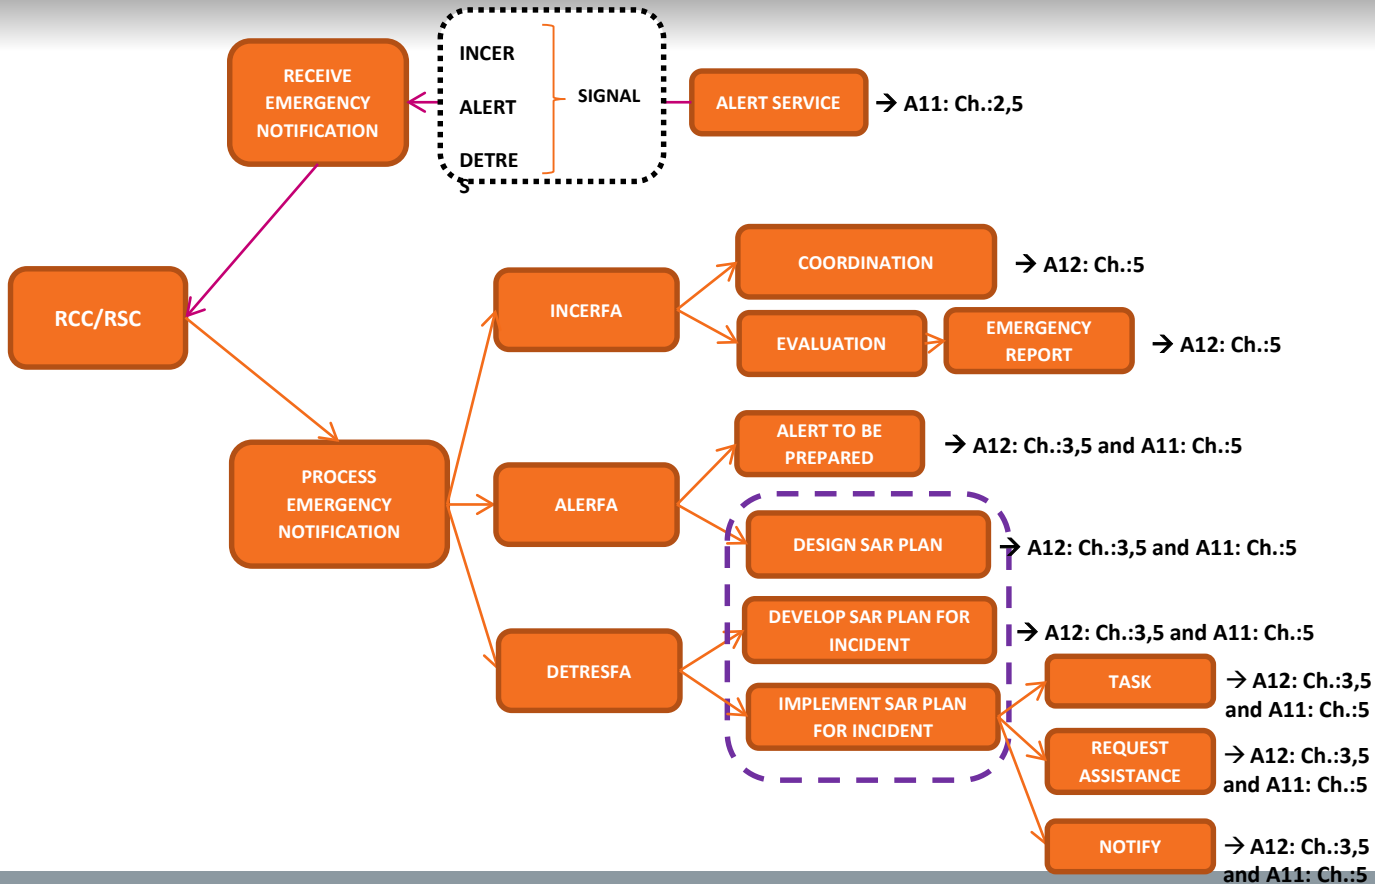 RECEIVE
EMERGENCY
NOTIFICATION
INCER
ALERT
DETRE
S
SIGNAL
ALERT SERVICE
→ A11: Ch.:2,5
RCC/RSC
PROCESS
EMERGENCY
NOTIFICATION
INCERFA
COORDINATION
→ A12: Ch.:5
EVALUATION
EMERGENCY
REPORT
→ A12: Ch.:5
ALERFA
ALERT TO BE
PREPARED
→ A12: Ch.:3,5 and A11: Ch.:5
DESIGN SAR PLAN
→ A12: Ch.:3,5 and A11: Ch.:5
DETRESFA
DEVELOP SAR PLAN FOR
INCIDENT
→ A12: Ch.:3,5 and A11: Ch.:5
IMPLEMENT SAR PLAN
FOR INCIDENT
TASK
→ A12: Ch.:3,5
and A11: Ch.:5
REQUEST
ASSISTANCE
→ A12: Ch.:3,5
and A11: Ch.:5
NOTIFY
→ A12: Ch.:3,5
and A11: Ch.:5